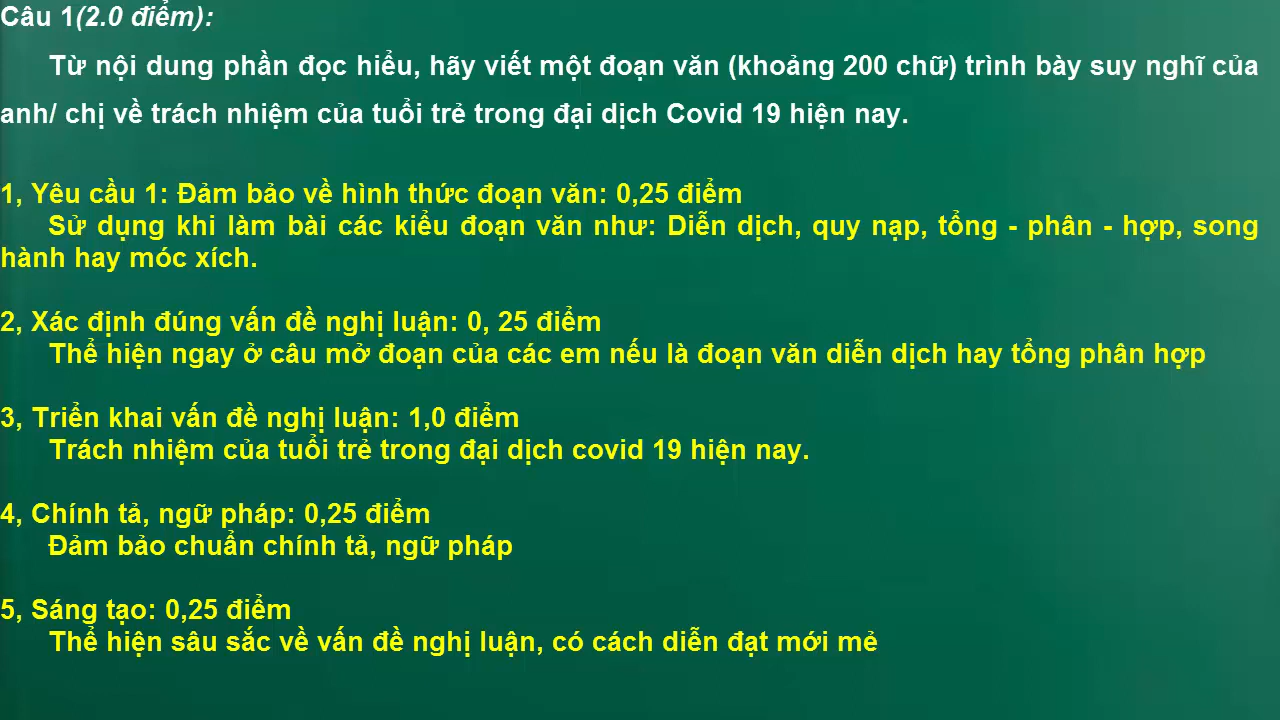 Câu 1(2.0 điểm):
Từ nội dung phần đọc hiểu, hãy viết một đoạn văn (khoảng 200 chữ) trình bày suy nghĩ của
anh/ chị về trách nhiệm của tuổi trẻ trong đại dịch Covid 19 hiện nay.
1, Yêu cầu 1: Đảm bảo về hình thức đoạn văn: 0,25 điểm
Sử dụng khi làm bài các kiểu đoạn văn như: Diễn dịch, quy nạp, tổng - phân - hợp, song
hành hay móc xích.
2, Xác định đúng vấn đề nghị luận: 0, 25 điểm
Thể hiện ngay ở câu mở đoạn của các em nếu là đoạn văn diễn dịch hay tổng phân hợp
3, Triển khai vấn đề nghị luận: 1,0 điểm
Trách nhiệm của tuổi trẻ trong đại dịch covid 19 hiện nay.
4, Chính tả, ngữ pháp: 0,25 điểm
Đảm bảo chuẩn chính tả, ngữ pháp
5, Sáng tạo: 0,25 điểm
Thể hiện sâu sắc về vấn đề nghị luận, có cách diễn đạt mới mẻ